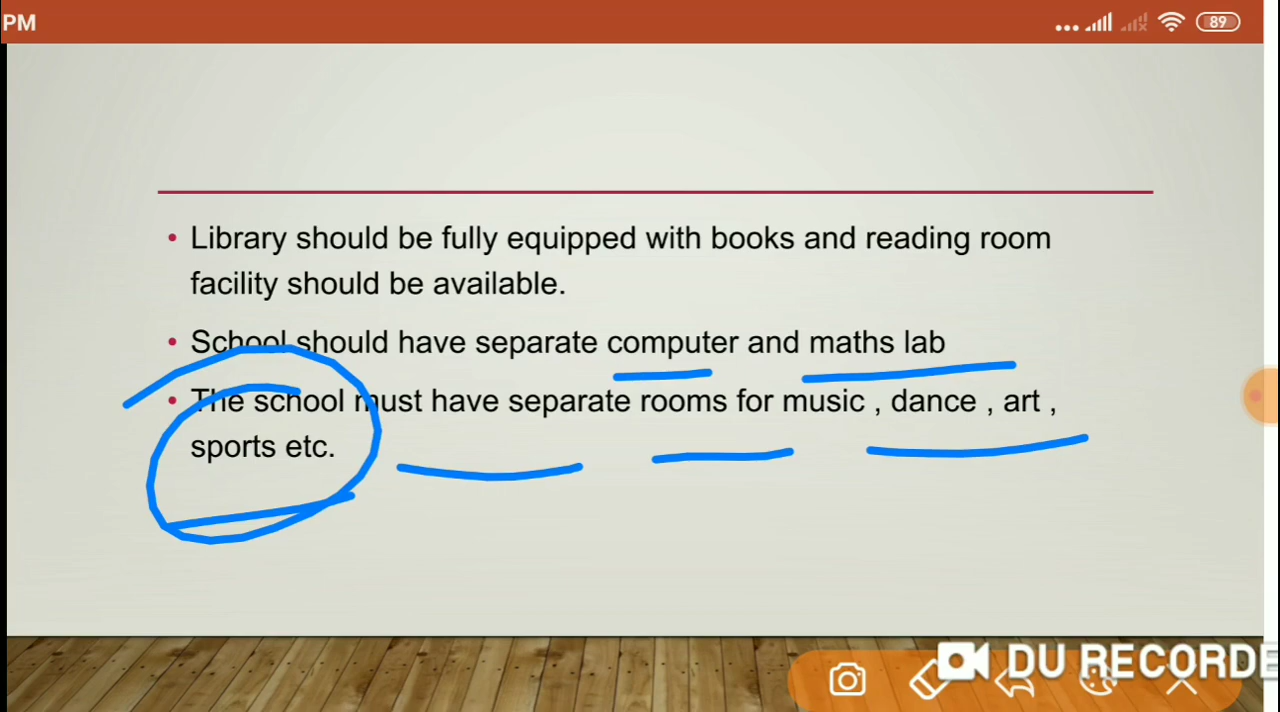 PM
89
• Library should be fully equipped with books and reading room
facility should be available.
• School should have separate computer and maths lab
• The school must have separate rooms for music , dance , art ,
sports etc.
DU RECORDE